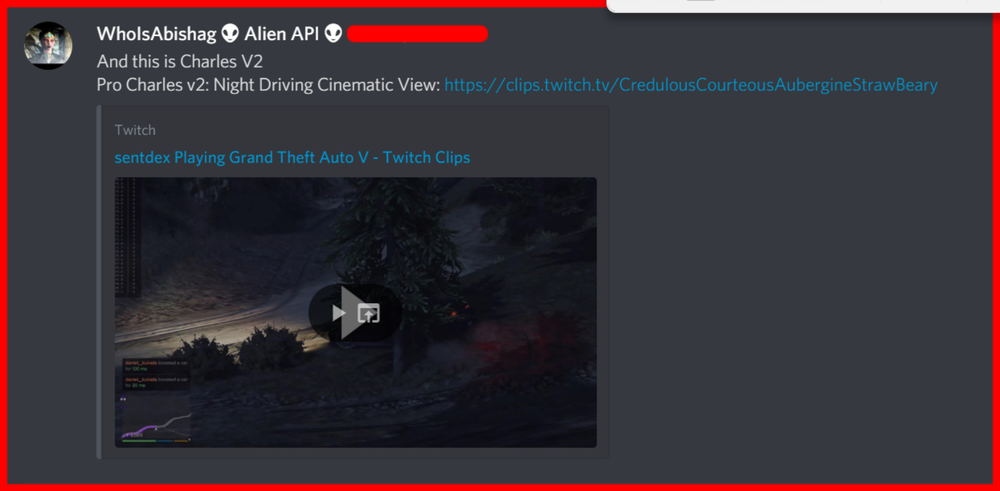 WhoIsAbishag 👽 Alien API 👽
And this is Charles V2
Pro Charles v2: Night Driving Cinematic View: https://clips.twitch.tv/CredulousCourteousAubergineStrawBeary
Twitch
sentdex Playing Grand Theft Auto V - Twitch Clips
daniel_kukiela boosted a car
for 100 ms
daniel_kukiela boosted a car
for 20 ms